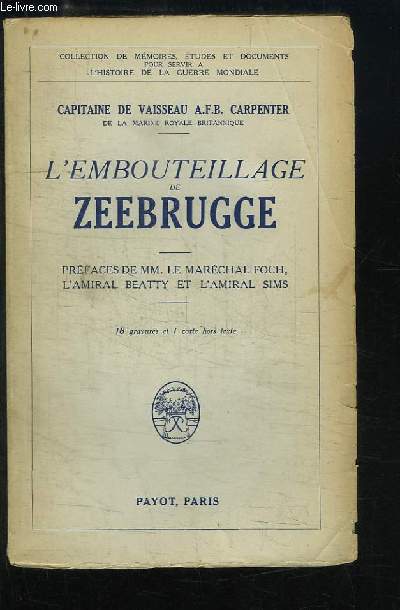 COLLECTION DE MÉMOIRES, ÉTUDES ET DOCUMENTS
POUR SERVIR A
L'HISTOIRE DE LA GUERRE MONDIALE
CAPITAINE DE VAISSEAU A.F.B. CARPENTER
DE LA MARINE ROYALE BRITANNIQUE
L'EMBOUTEILLAGE
DE
ZEEBRUGGE
PRÉFACES DE MM. LE MARÉCHAL FOCH,
L'AMIRAL BEATTY ET L'AMIRAL SIMS
18 gravures et 1 carte hors texte
PAYOT, PARIS
le-livre.com